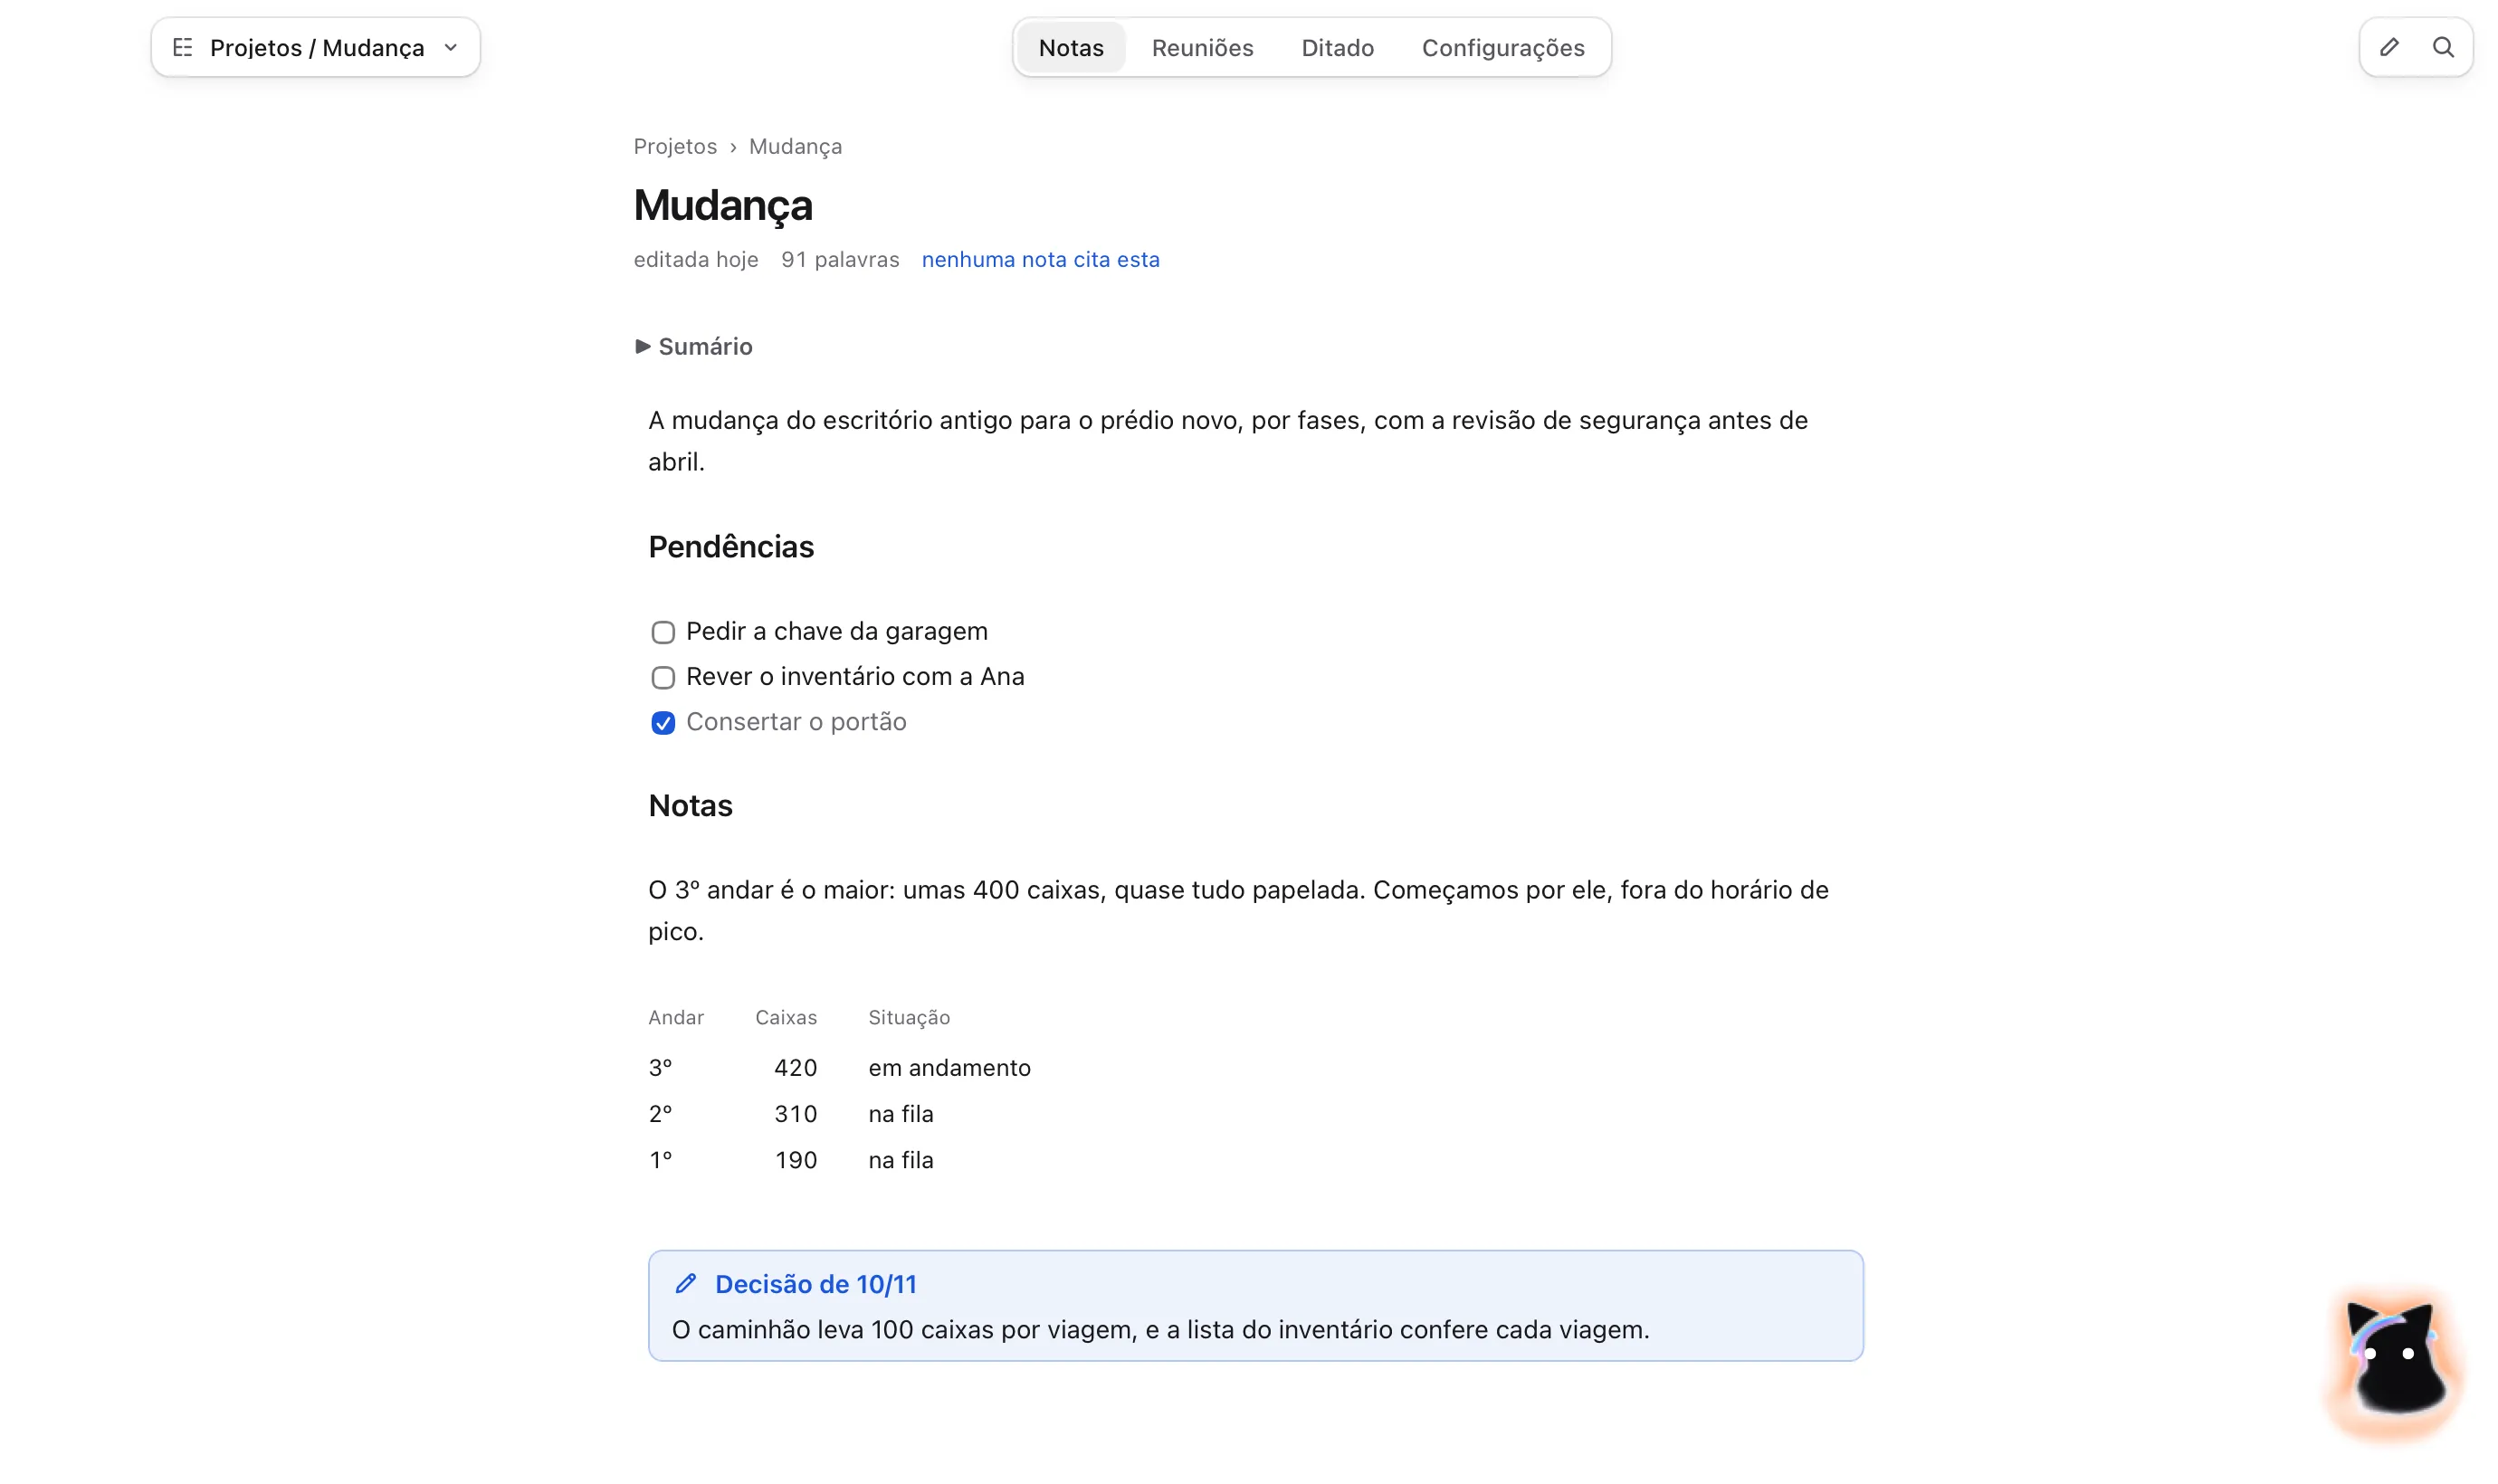 Projetos / Mudança
Notas Reuniões Ditado Configurações
Projetos › Mudança
Mudança
editada hoje 91 palavras nenhuma nota cita esta
Sumário
A mudança do escritório antigo para o prédio novo, por fases, com a revisão de segurança antes de
abril.
Pendências
Pedir a chave da garagem
Rever o inventário com a Ana
Consertar o portão
Notas
O 3º andar é o maior: umas 400 caixas, quase tudo papelada. Começamos por ele, fora do horário de
pico.
Andar Caixas Situação
3º 420 em andamento
2º 310 na fila
1º 190 na fila
Decisão de 10/11
O caminhão leva 100 caixas por viagem, e a lista do inventário confere cada viagem.